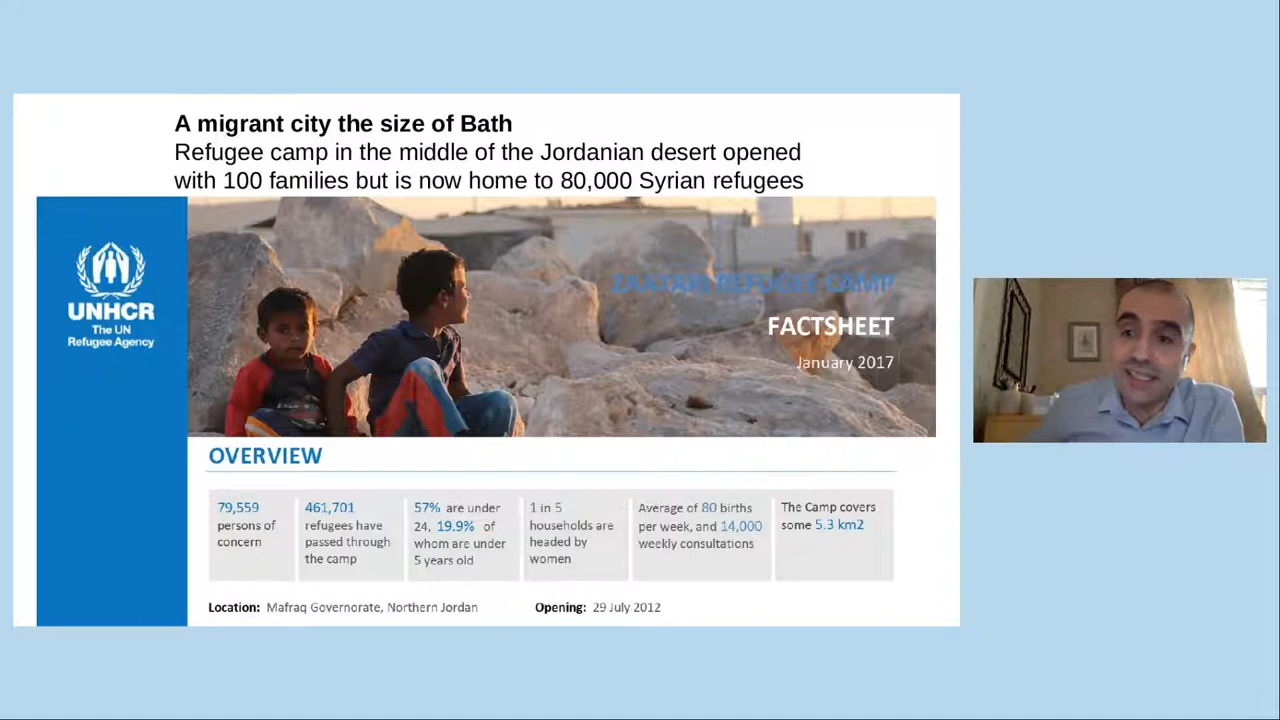 A migrant city the size of Bath
Refugee camp in the middle of the Jordanian desert opened
with 100 families but is now home to 80,000 Syrian refugees
UNHCR
The UN
Refugee Agency
ZAATARI REFUGEE CAMP
FACTSHEET
January 2017
OVERVIEW
79,559
persons of
concern
461,701
refugees have
passed through
the camp
57% are under
24, 19.9% of
whom are under
5 years old
1 in 5
households are
headed by
women
Average of 80 births
per week, and 14,000
weekly consultations
The Camp covers
some 5.3 km2
Location: Mafraq Governorate, Northern Jordan
Opening: 29 July 2012